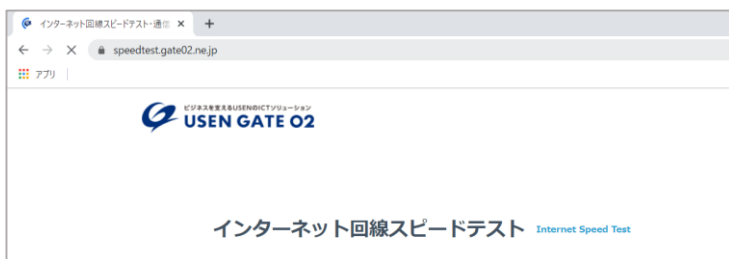 インターネット回線スピードテスト・通信
speedtest.gate02.ne.jp
アプリ
ビジネスを変えるUSENのICTソリューション
USEN GATE 02
インターネット回線スピードテスト Internet Speed Test